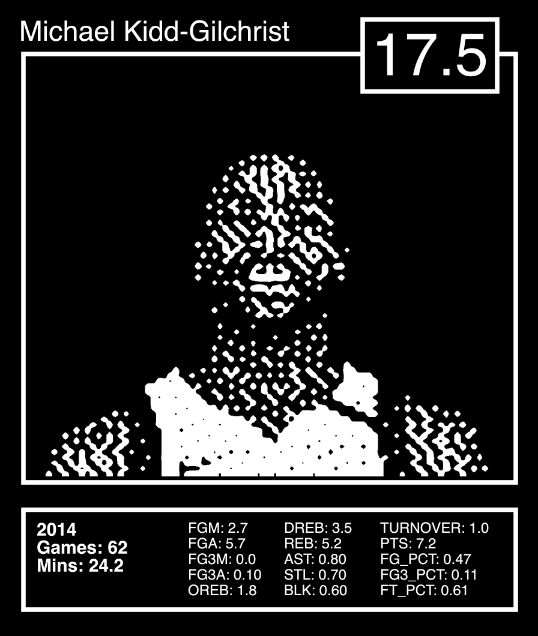 Michael Kidd-Gilchrist
17.5
2014
Games: 62
Mins: 24.2
FGM: 2.7
FGA: 5.7
FG3M: 0.0
FG3A: 0.10
OREB: 1.8
DREB: 3.5
REB: 5.2
AST: 0.80
STL: 0.70
BLK: 0.60
TURNOVER: 1.0
PTS: 7.2
FG_PCT: 0.47
FG3_PCT: 0.11
FT_PCT: 0.61